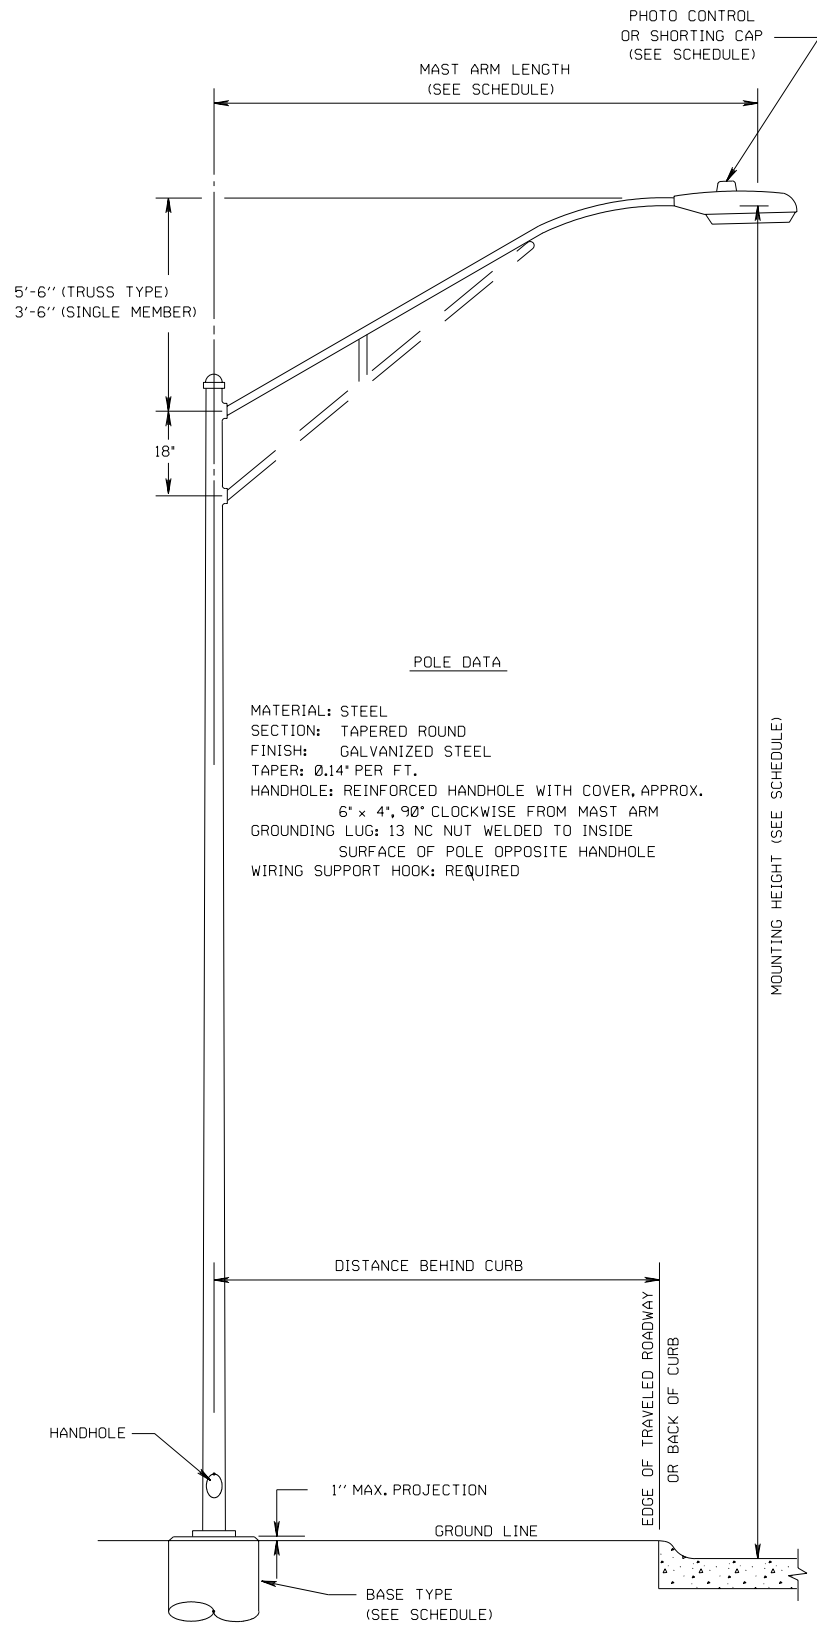 PHOTO CONTROL
OR SHORTING CAP
(SEE SCHEDULE)
MAST ARM LENGTH
(SEE SCHEDULE)
5'-6'' (TRUSS TYPE)
3'-6'' (SINGLE MEMBER)
18"
POLE DATA
MATERIAL: STEEL
SECTION: TAPERED ROUND
FINISH: GALVANIZED STEEL
TAPER: 0.14" PER FT.
HANDHOLE: REINFORCED HANDHOLE WITH COVER, APPROX.
6" x 4", 90° CLOCKWISE FROM MAST ARM
GROUNDING LUG: 13 NC NUT WELDED TO INSIDE
SURFACE OF POLE OPPOSITE HANDHOLE
WIRING SUPPORT HOOK: REQUIRED
MOUNTING HEIGHT (SEE SCHEDULE)
DISTANCE BEHIND CURB
EDGE OF TRAVELED ROADWAY
OR BACK OF CURB
HANDHOLE
1'' MAX. PROJECTION
GROUND LINE
BASE TYPE
(SEE SCHEDULE)